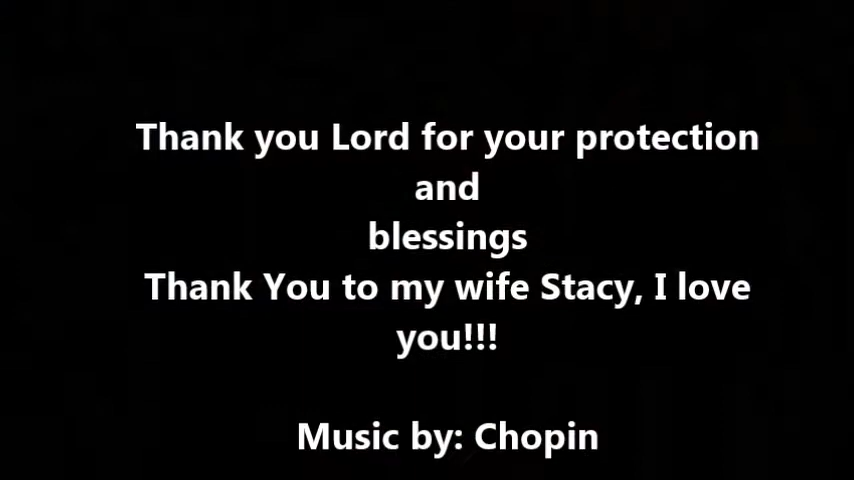 Thank you Lord for your protection
and
blessings
Thank You to my wife Stacy, I love
you!!!
Music by: Chopin